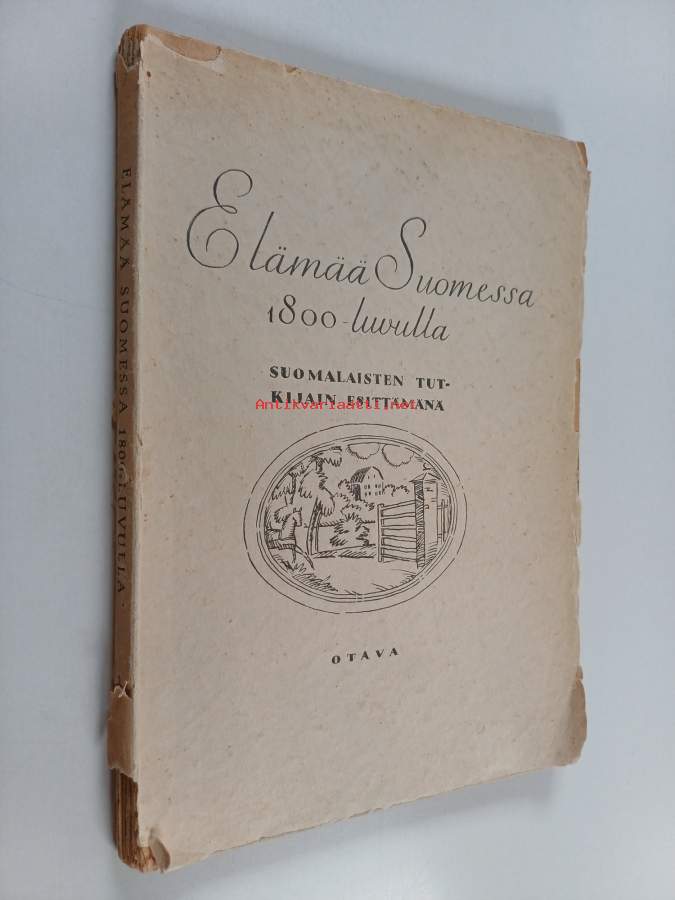 Elämää Suomessa
1800-luvulla
SUOMALAISTEN TUT-
KIJAIN ESITTÄMÄNÄ
Antikvariaatti.net
OTAVA
ELÄMÄÄ SUOMESSA 1800-LUVULLA